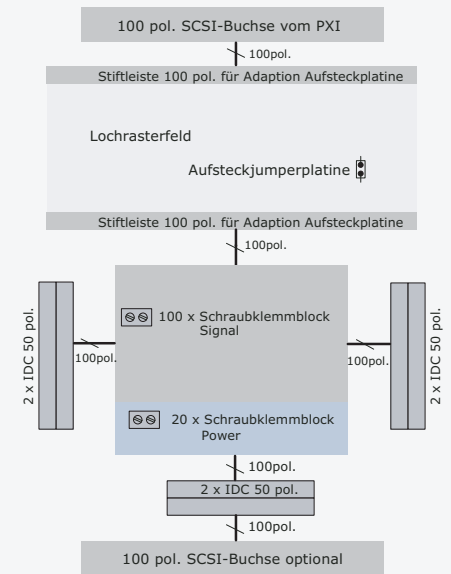 100 pol. SCSI-Buchse vom PXI
100pol.
Stiftleiste 100 pol. für Adaption Aufsteckplatine
Lochrasterfeld
Aufsteckjumperplatine
Stiftleiste 100 pol. für Adaption Aufsteckplatine
100pol.
2 x IDC 50 pol.
100pol.
100 x Schraubklemmblock
Signal
100pol.
2 x IDC 50 pol.
20 x Schraubklemmblock
Power
100pol.
2 x IDC 50 pol.
100pol.
100 pol. SCSI-Buchse optional